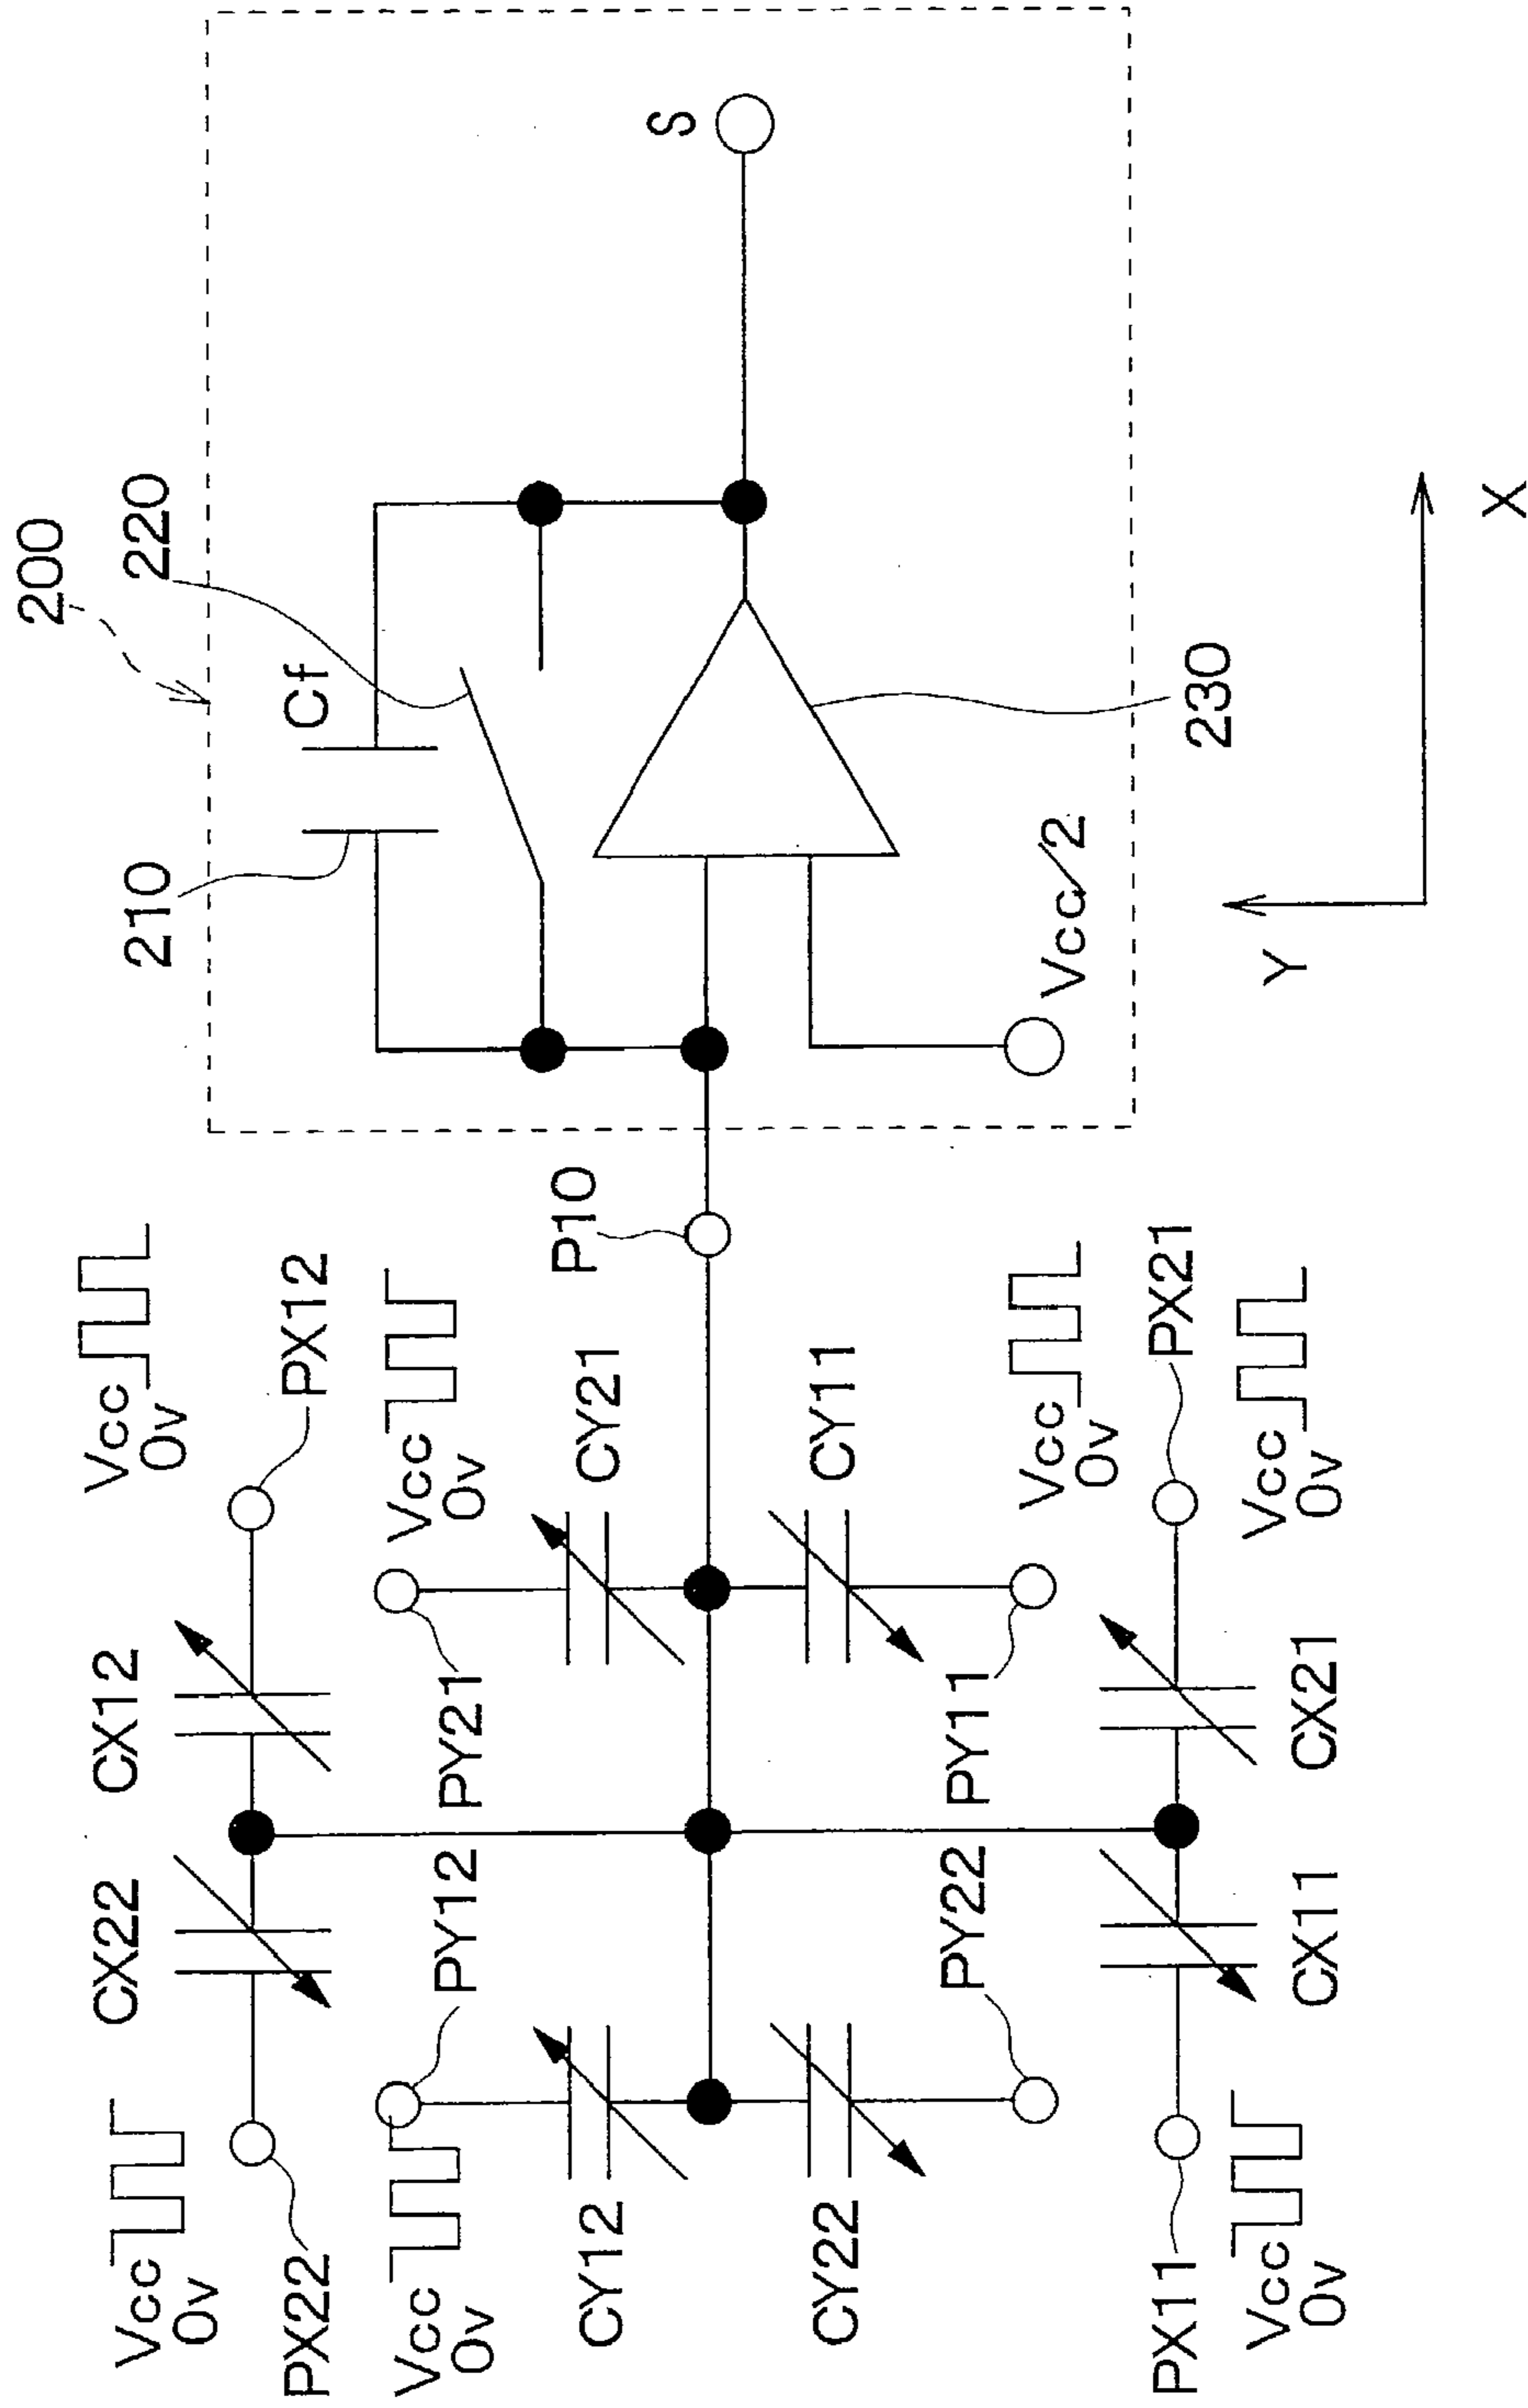 200
220
Cf
210
S
230
Vcc/2
Y
X
P10
Vcc
0v
PX12
CX12
CX22
Vcc
0v
PX22
Vcc
0v
CY21
PY21
PY12
Vcc
0v
CY12
CY11
Vcc
0v
PY11
PY22
CY22
PX21
Vcc
0v
CX21
CX11
PX11
Vcc
0v